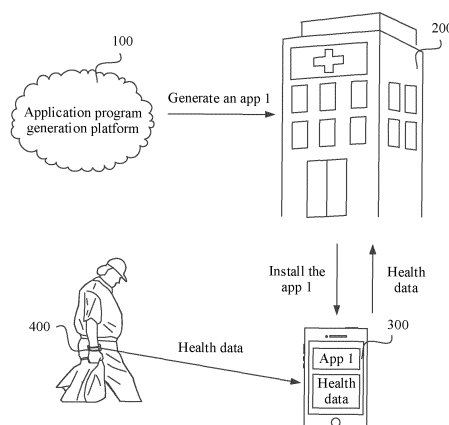 100
200
Application program
generation platform
Generate an app 1
Install the
app 1
Health
data
400
Health data
300
App 1
Health
data